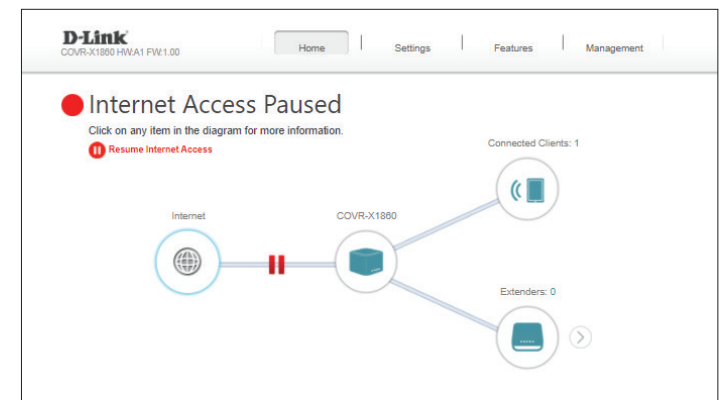 D-Link
COVR-X1860 HW:A1 FW:1.00
Home
Settings
Features
Management
Internet Access Paused
Click on any item in the diagram for more information.
Resume Internet Access
Connected Clients: 1
Internet
COVR-X1860
Extenders: 0